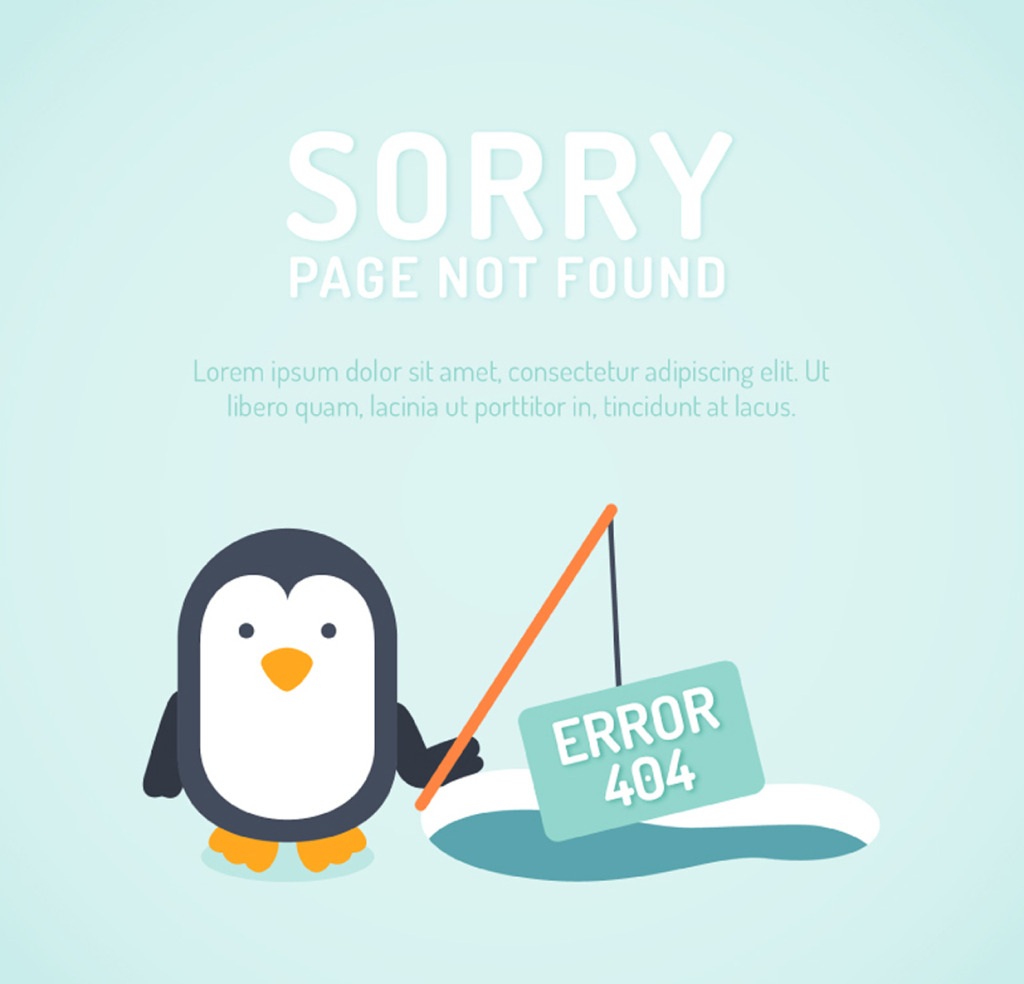 SORRY
PAGE NOT FOUND
Lorem ipsum dolor sit amet, consectetur adipiscing elit. Ut
libero quam, lacinia ut porttitor in, tincidunt at lacus.
ERROR
404